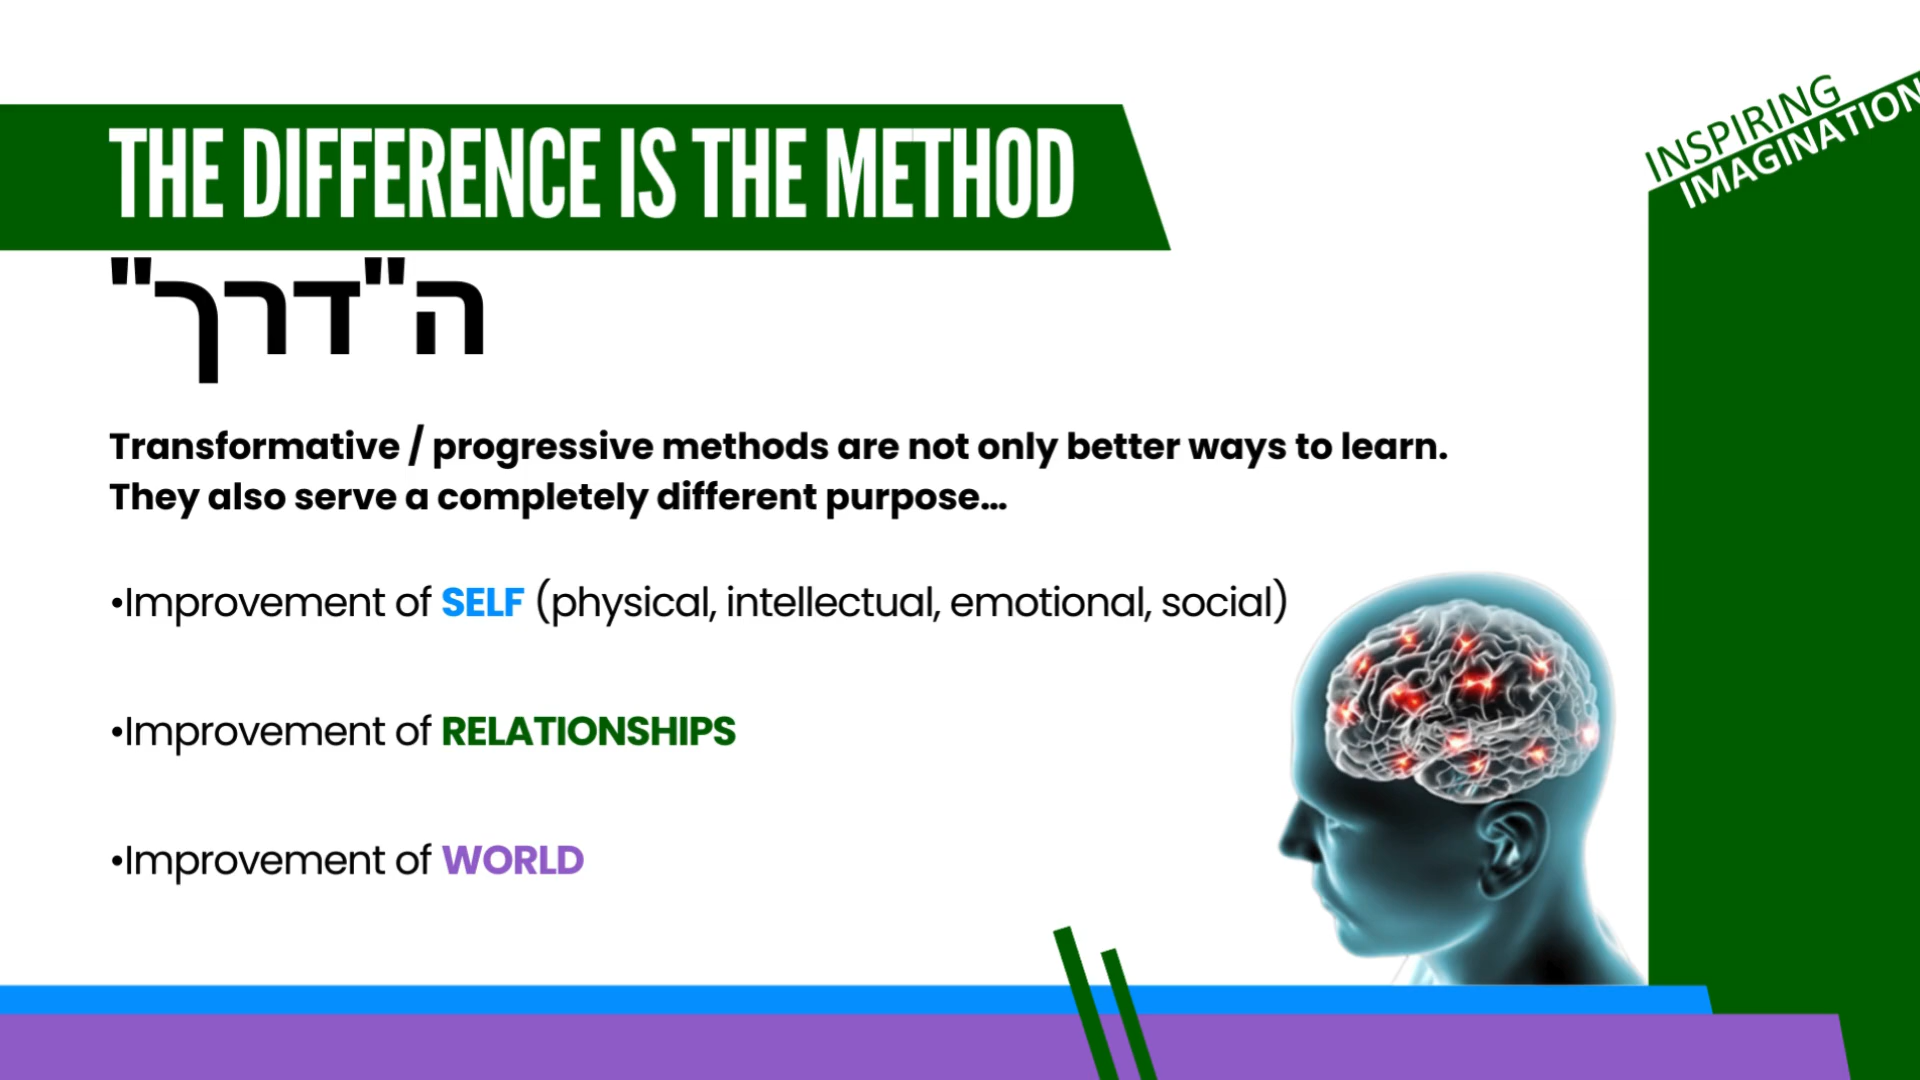 THE DIFFERENCE IS THE METHOD
INSPIRING
IMAGINATION
ה"דרך"
Transformative / progressive methods are not only better ways to learn.
They also serve a completely different purpose...
•Improvement of SELF (physical, intellectual, emotional, social)
•Improvement of RELATIONSHIPS
•Improvement of WORLD